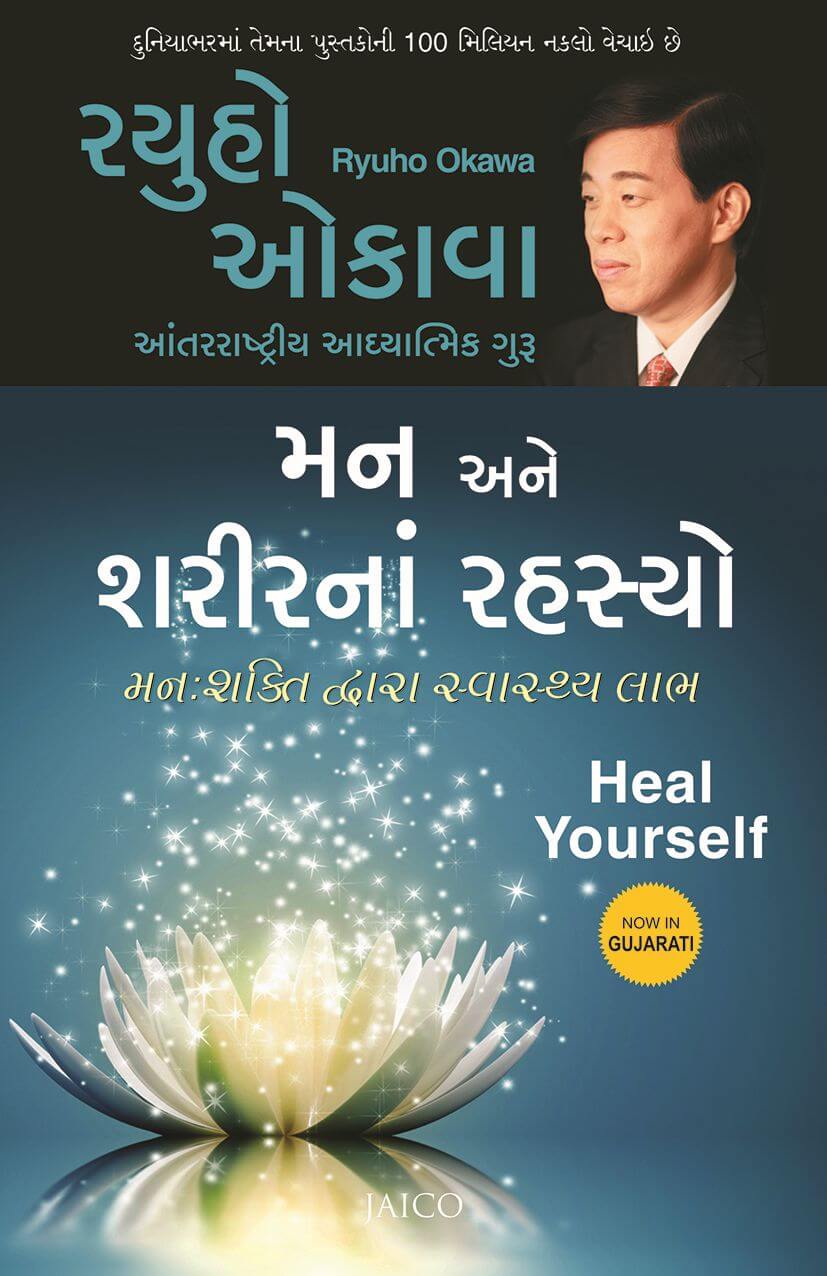 દુનિયાભરમાં તેમના પુસ્તકોની 100 મિલિયન નકલો વેચાઇ છે
રયુહો Ryuho Okawa
ઓકાવા
આંતરરાષ્ટ્રીય આધ્યાત્મિક ગુરૂ
મન અને
શરીરનાં રહસ્યો
મનઃશક્તિ દ્વારા સ્વાસ્થ્ય લાભ
Heal
Yourself
NOW IN
GUJARATI
JAICO